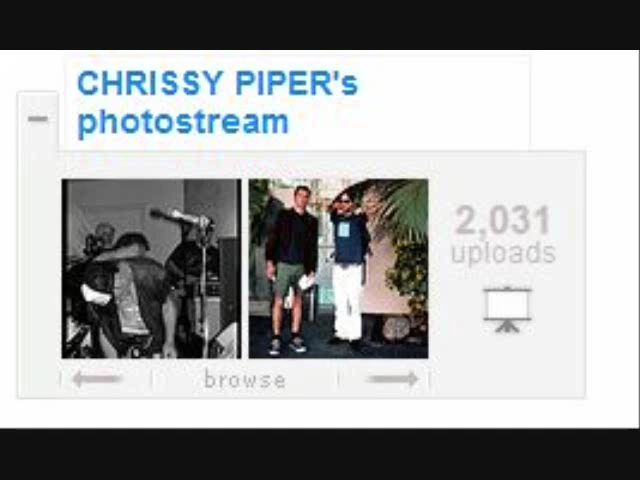 CHRISSY PIPER's
photostream
2,031
uploads
browse